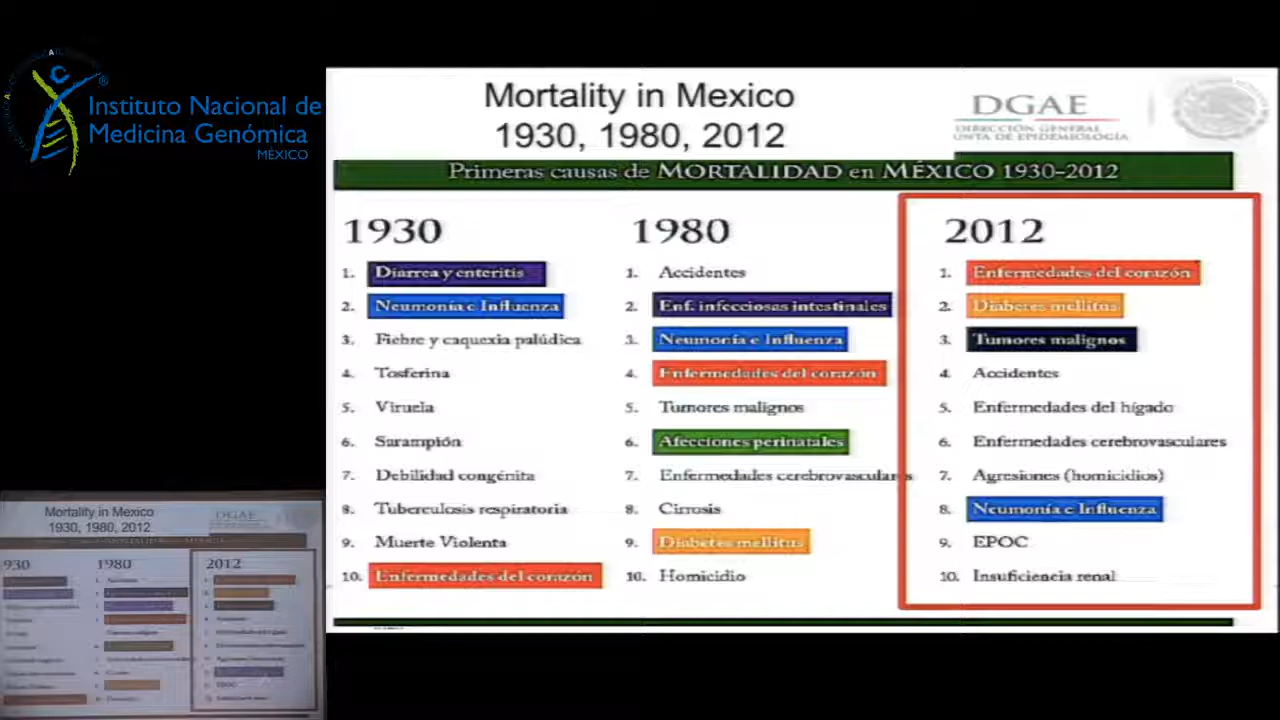 Instituto Nacional de
Medicina Genómica
MÉXICO
Mortality in Mexico
1930, 1980, 2012
DGAE
DIRECCIÓN GENERAL
DE EPIDEMIOLOGÍA
Primeras causas de MORTALIDAD en MÉXICO 1930-2012
1930
1. Diarrea y enteritis
2. Neumonía e Influenza
3. Fiebre y caquexia palúdica
4. Tosferina
5. Viruela
6. Sarampión
7. Debilidad congénita
8. Tuberculosis respiratoria
9. Muerte Violenta
10. Enfermedades del corazón
1980
1. Accidentes
2. Enf. infecciosas intestinales
3. Neumonía e Influenza
4. Enfermedades del corazón
5. Tumores malignos
6. Afecciones perinatales
7. Enfermedades cerebrovasculares
8. Cirrosis
9. Diabetes mellitus
10. Homicidio
2012
1. Enfermedades del corazón
2. Diabetes mellitus
3. Tumores malignos
4. Accidentes
5. Enfermedades del hígado
6. Enfermedades cerebrovasculares
7. Agresiones (homicidios)
8. Neumonía e Influenza
9. EPOC
10. Insuficiencia renal
Mortality in Mexico
1930, 1980, 2012
DGAE
930
1980
2012